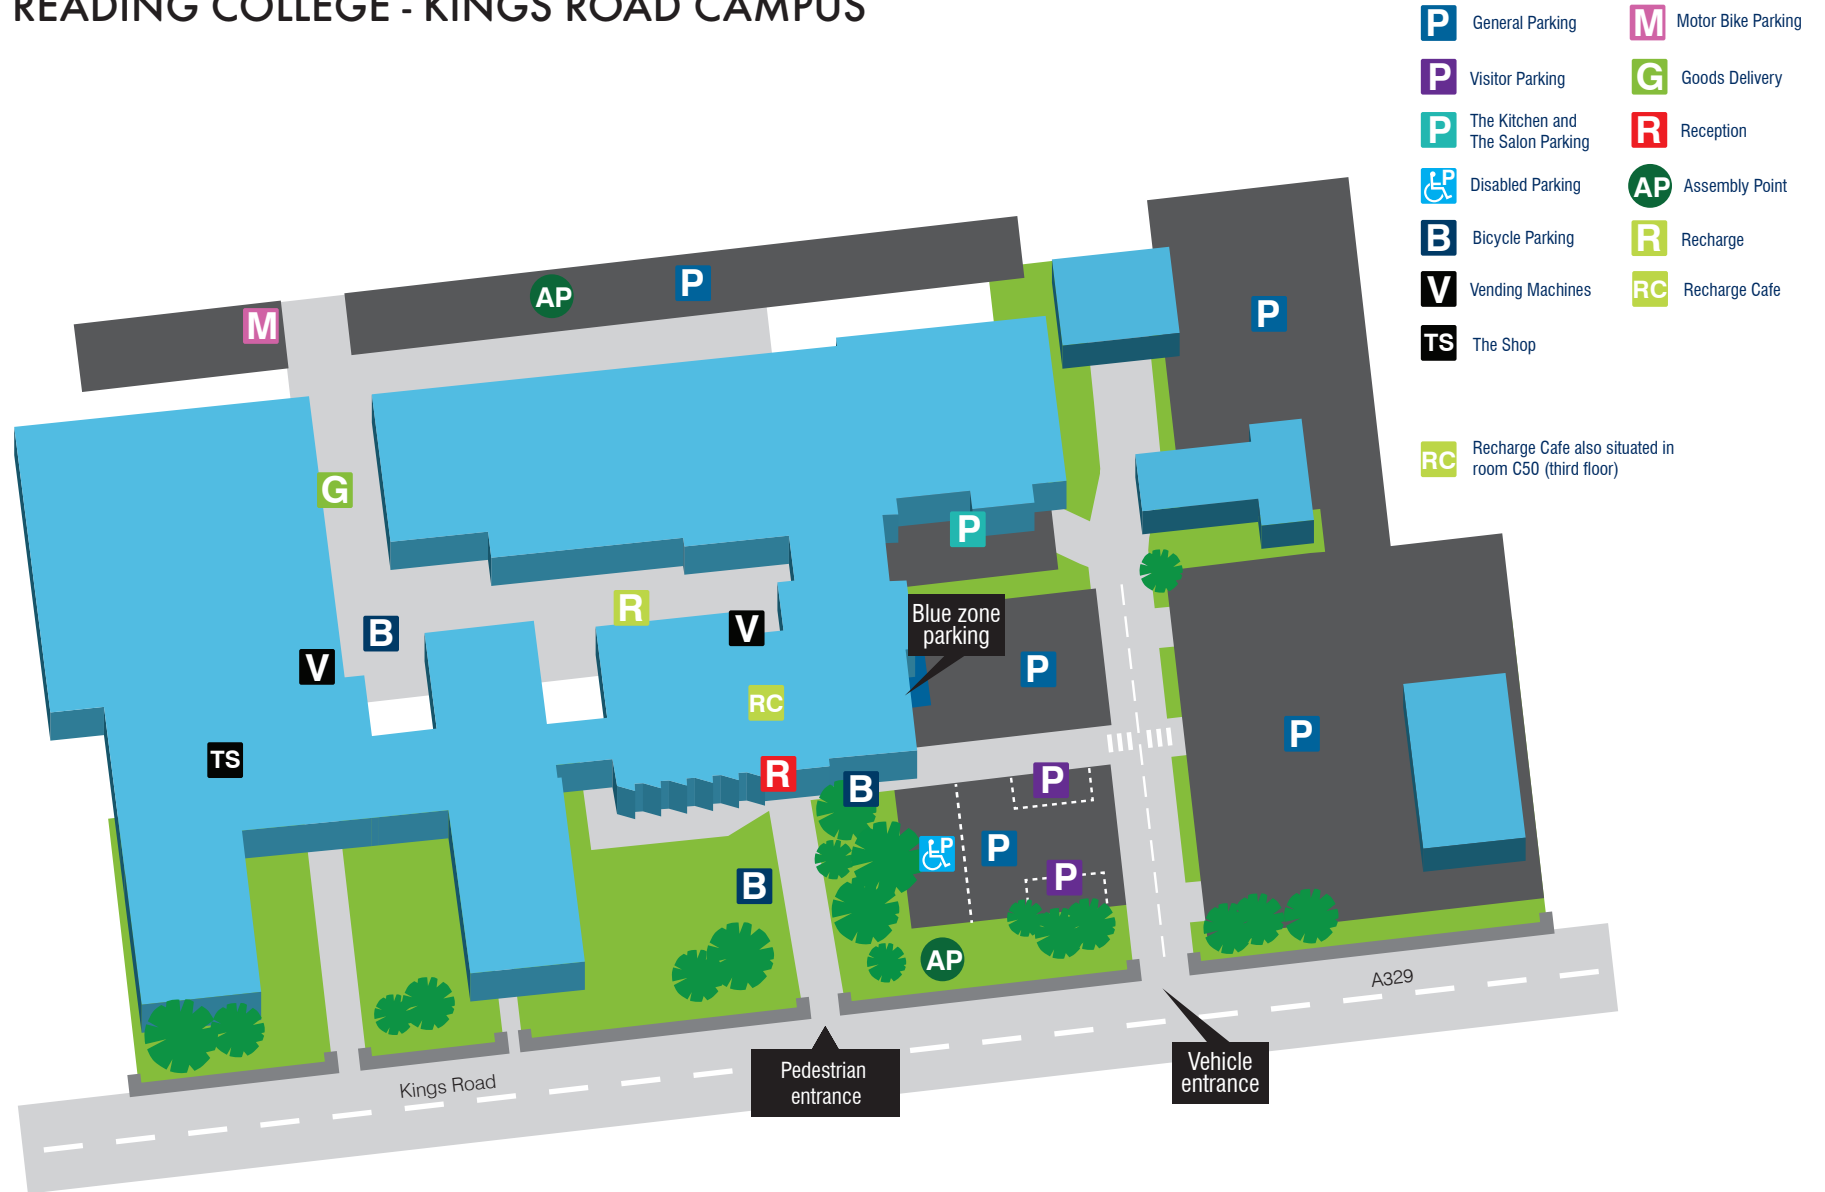 READING COLLEGE - KINGS ROAD CAMPUS
P General Parking
M Motor Bike Parking
P Visitor Parking
G Goods Delivery
P The Kitchen and
The Salon Parking
R Reception
P Disabled Parking
AP Assembly Point
B Bicycle Parking
R Recharge
V Vending Machines
RC Recharge Cafe
TS The Shop
RC Recharge Cafe also situated in
room C50 (third floor)
P
AP
P
M
G
P
R
B
V
V
Blue zone
parking
P
RC
TS
P
R
B
P
P
P
B
P
AP
A329
Kings Road
Pedestrian
entrance
Vehicle
entrance